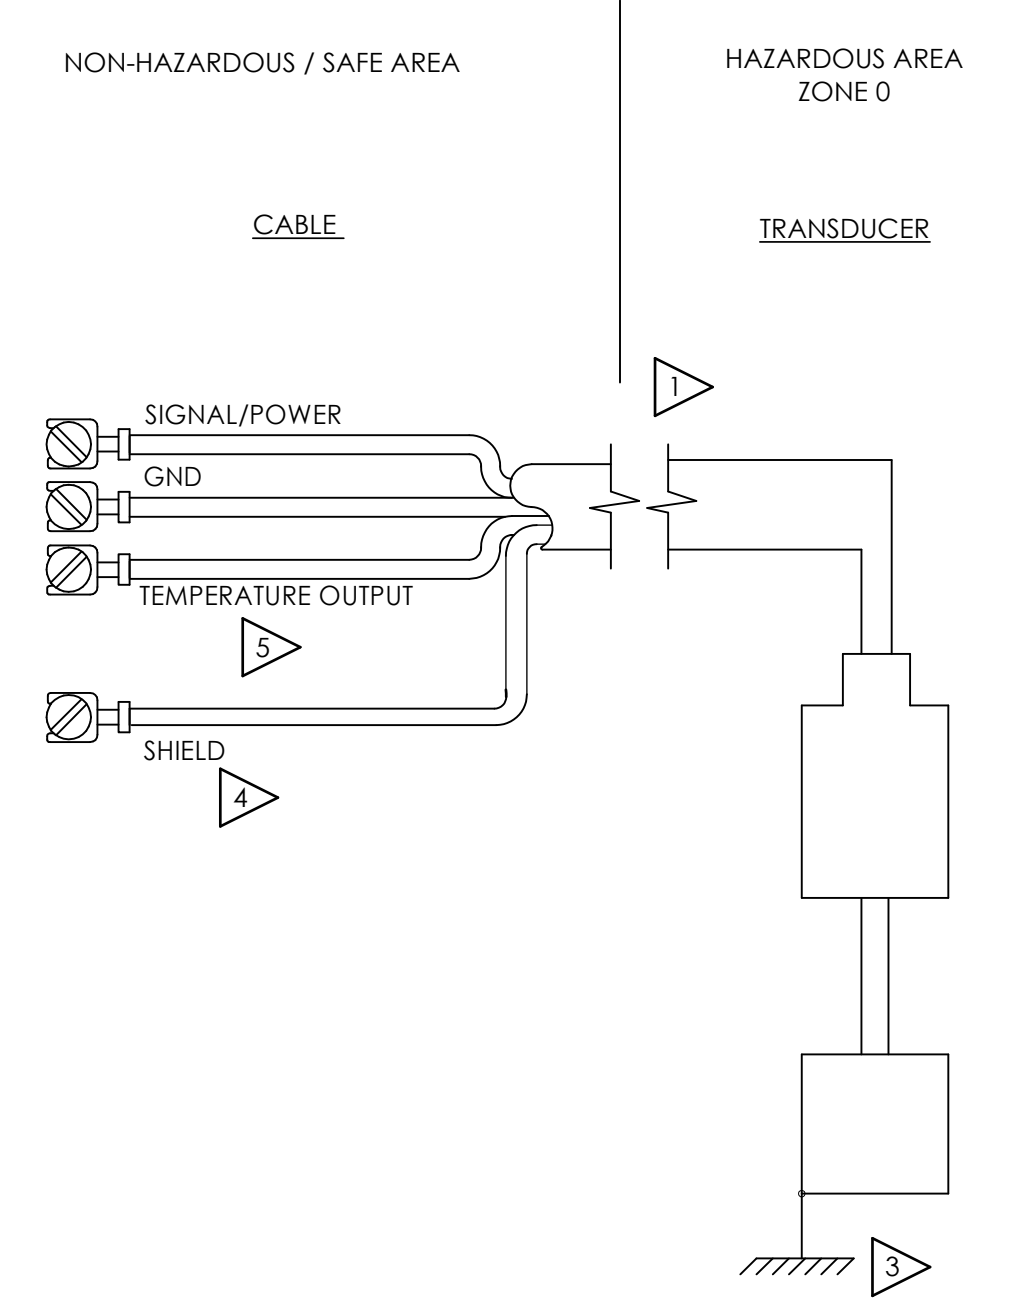 NON-HAZARDOUS / SAFE AREA
HAZARDOUS AREA
ZONE 0
CABLE
TRANSDUCER
1
SIGNAL/POWER
GND
TEMPERATURE OUTPUT
5
SHIELD
4
3